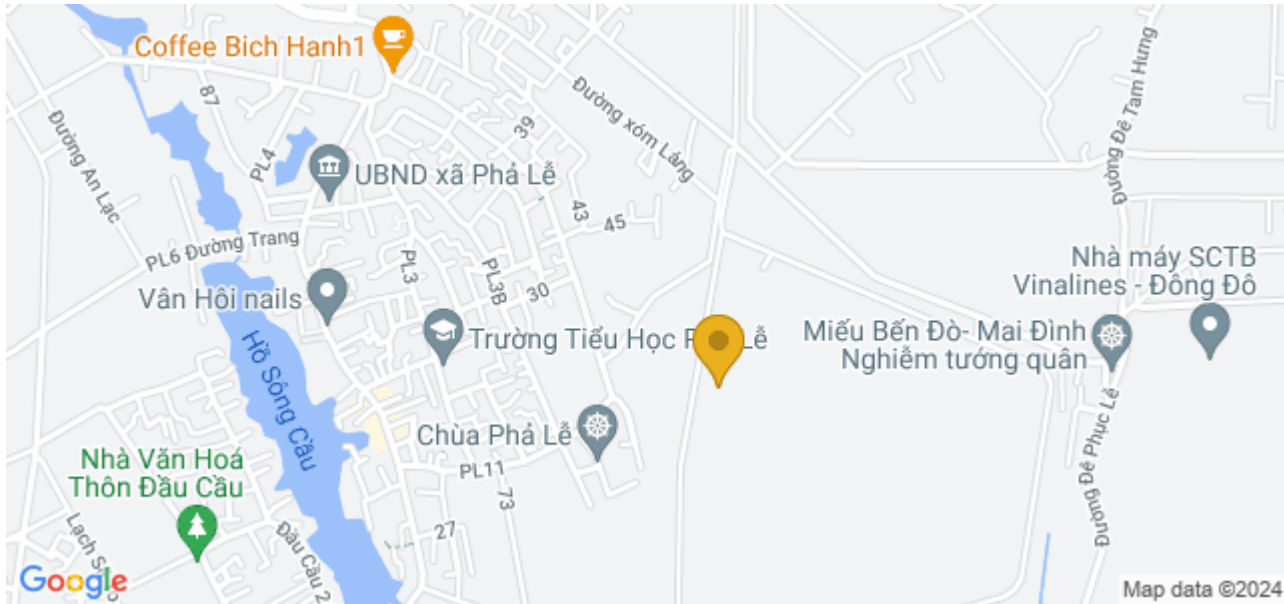 Coffee Bich Hanh1
87
Đường An Lạc
PL4
39
Đường xóm Láng
Đường Đê Tam Hưng
UBND xã Phả Lễ
43
45
PL6 Đường Trang
PL3
PL3B
30
Vân Hôi nails
Nhà máy SCTB
Vinalines - Đông Đô
Hồ Sông Cầu
Trường Tiểu Học Lễ
Miếu Bến Đò- Mai Đình
Nghiễm tướng quân
Chùa Phả Lễ
PL11
73
27
Nhà Văn Hoá
Thôn Đầu Cầu
Đường Đê Phục Lễ
Đầu Cầu 2
Google
Map data ©2024